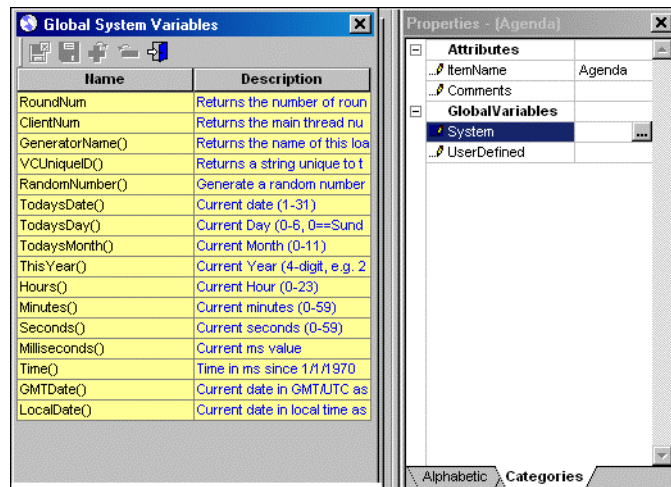 Global System Variables
Name Description
RoundNum Returns the number of roun
ClientNum Returns the main thread nu
GeneratorName() Returns the name of this loa
VCUniqueID() Returns a string unique to t
RandomNumber() Generate a random number
TodaysDate() Current date (1-31)
TodaysDay() Current Day (0-6, 0==Sund
TodaysMonth() Current Month (0-11)
ThisYear() Current Year (4-digit, e.g. 2
Hours() Current Hour (0-23)
Minutes() Current minutes (0-59)
Seconds() Current seconds (0-59)
Milliseconds() Current ms value
Time() Time in ms since 1/1/1970
GMTDate() Current date in GMT/UTC as
LocalDate() Current date in local time as
Properties - (Agenda)
Attributes
ItemName Agenda
Comments
GlobalVariables
System ...
UserDefined
Alphabetic Categories